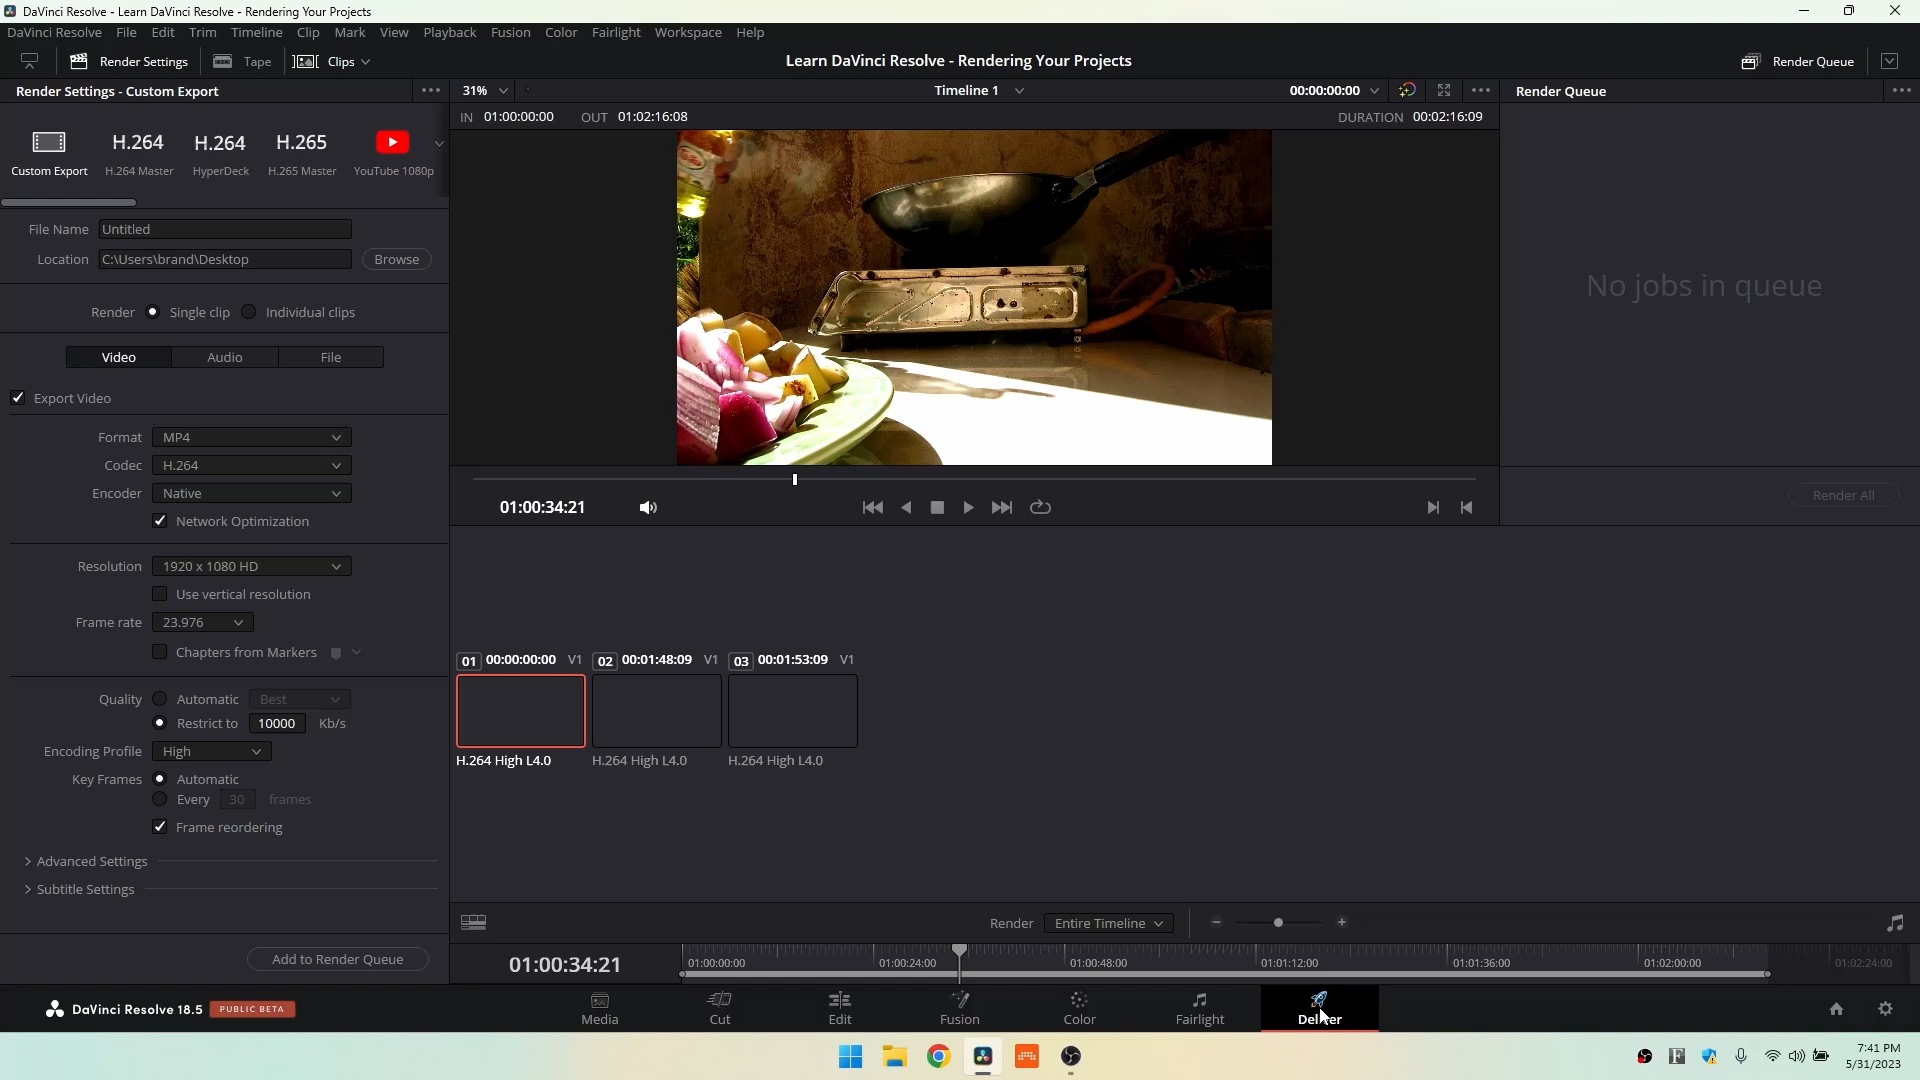 DaVinci Resolve - Learn DaVinci Resolve - Rendering Your Projects
DaVinci Resolve File Edit Trim Timeline Clip Mark View Playback Fusion Color Fairlight Workspace Help
Render Settings Tape Clips Learn DaVinci Resolve - Rendering Your Projects Render Queue
Render Settings - Custom Export 31% Timeline 1 00:00:00:00 Render Queue
IN 01:00:00:00 OUT 01:02:16:08 DURATION 00:02:16:09
H.264 H.264 H.265
Custom Export H.264 Master HyperDeck H.265 Master YouTube 1080p
File Name Untitled
Location C:\Users\brand\Desktop Browse
No jobs in queue
Render Single clip Individual clips
Video Audio File
Export Video
Format MP4
Codec H.264
Encoder Native
Render All
01:00:34:21
Network Optimization
Resolution 1920 x 1080 HD
Use vertical resolution
Frame rate 23.976
Chapters from Markers
01 00:00:00:00 V1 02 00:01:48:09 V1 03 00:01:53:09 V1
Quality Automatic Best
Restrict to 10000 Kb/s
Encoding Profile High
H.264 High L4.0 H.264 High L4.0 H.264 High L4.0
Key Frames Automatic
Every 30 frames
Frame reordering
Advanced Settings
Subtitle Settings
Render Entire Timeline
Add to Render Queue
01:00:34:21 01:00:00:00 01:00:24:00 01:00:48:00 01:01:12:00 01:01:36:00 01:02:00:00 01:02:24:00
DaVinci Resolve 18.5 PUBLIC BETA
Media Cut Edit Fusion Color Fairlight Deliver
7:41 PM
5/31/2023